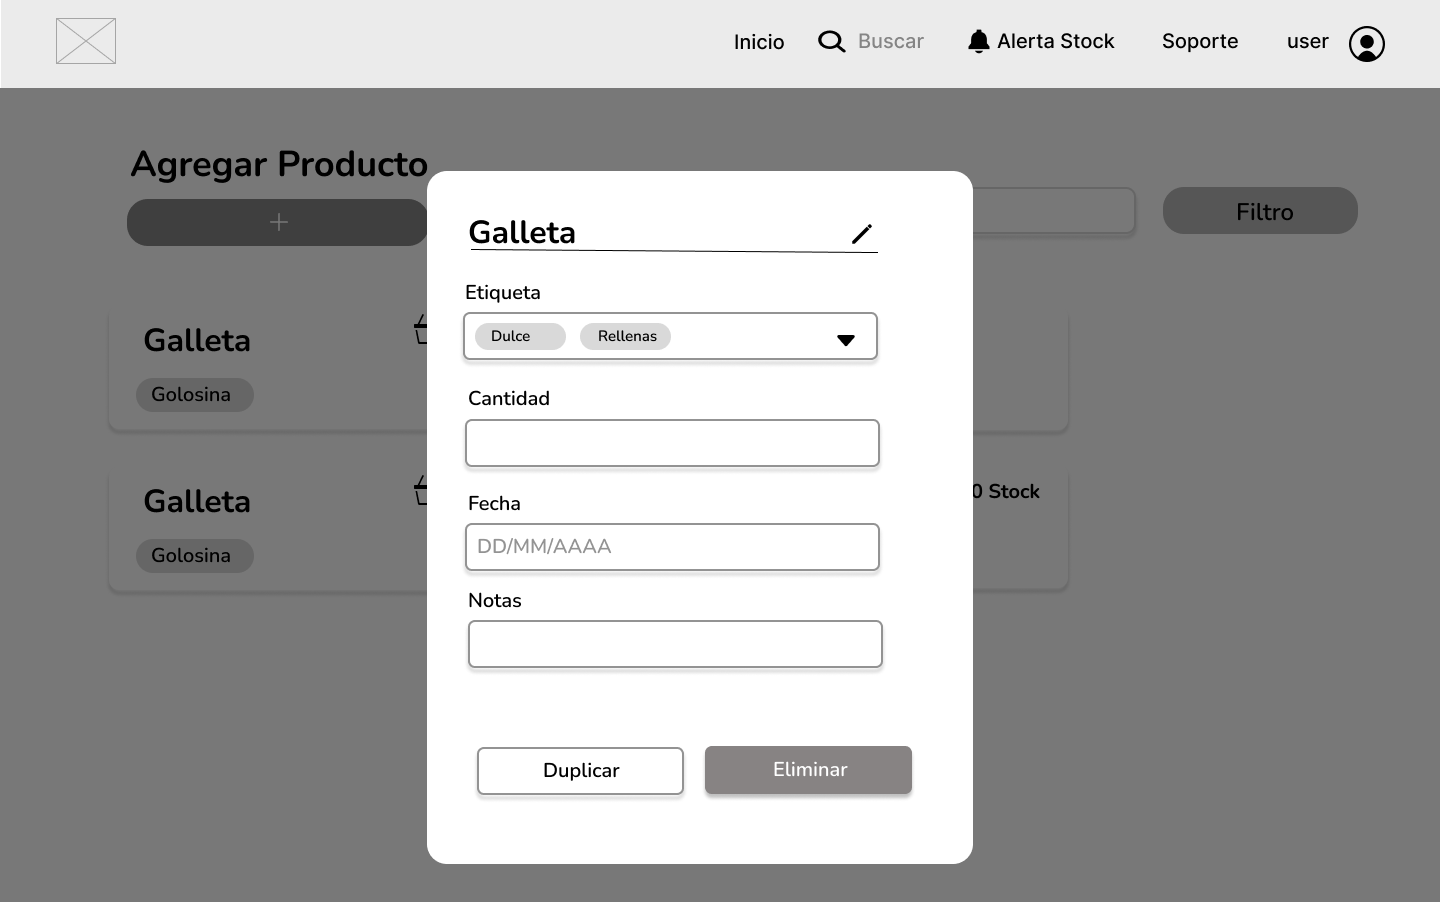 Inicio
Buscar
Alerta Stock
Soporte
user
Agregar Producto
+
Filtro
Galleta
Golosina
Galleta
Golosina
0 Stock
Galleta
Etiqueta
Dulce
Rellenas
Cantidad
Fecha
DD/MM/AAAA
Notas
Duplicar
Eliminar